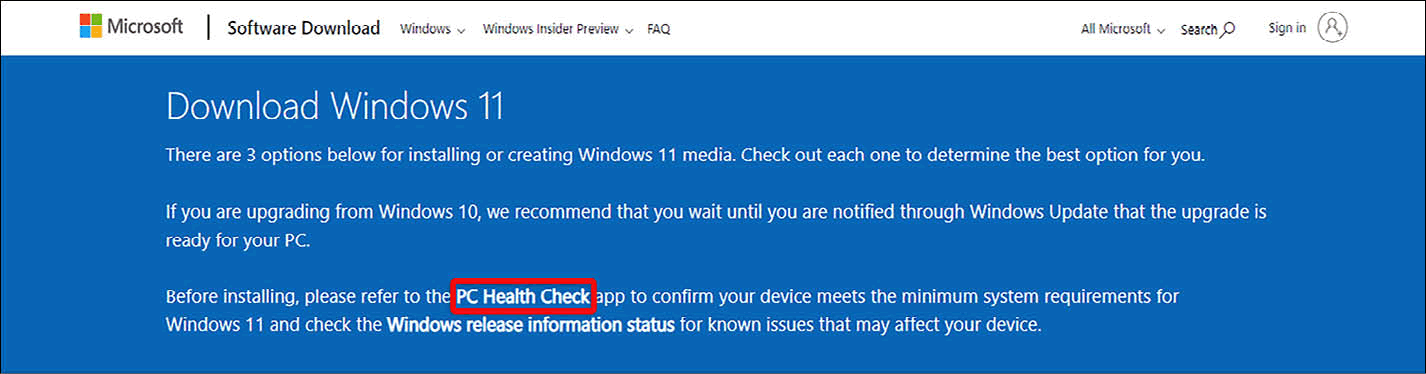 Microsoft | Software Download Windows Windows Insider Preview FAQ All Microsoft Search Sign in
Download Windows 11
There are 3 options below for installing or creating Windows 11 media. Check out each one to determine the best option for you.
If you are upgrading from Windows 10, we recommend that you wait until you are notified through Windows Update that the upgrade is
ready for your PC.
Before installing, please refer to the PC Health Check app to confirm your device meets the minimum system requirements for
Windows 11 and check the Windows release information status for known issues that may affect your device.